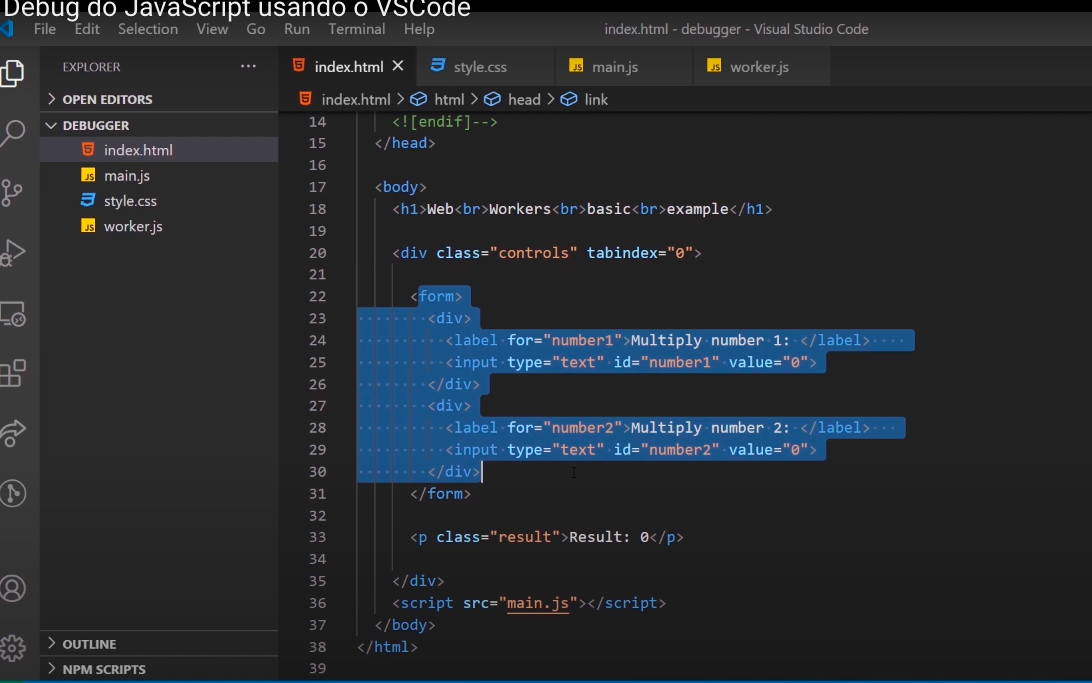 Debug do JavaScript usando o VSCode
File Edit Selection View Go Run Terminal Help index.html - debugger - Visual Studio Code
EXPLORER ···
index.html style.css main.js worker.js
OPEN EDITORS
index.html > html > head > link
DEBUGGER
index.html
main.js
style.css
worker.js
OUTLINE
NPM SCRIPTS
14 <![endif]-->
15 </head>
16
17 <body>
18 <h1>Web<br>Workers<br>basic<br>example</h1>
19
20 <div class="controls" tabindex="0">
21
22 <form>
23 <div>
24 <label for="number1">Multiply number 1: </label>
25 <input type="text" id="number1" value="0">
26 </div>
27 <div>
28 <label for="number2">Multiply number 2: </label>
29 <input type="text" id="number2" value="0">
30 </div>
31 </form>
32
33 <p class="result">Result: 0</p>
34
35 </div>
36 <script src="main.js"></script>
37 </body>
38 </html>
39